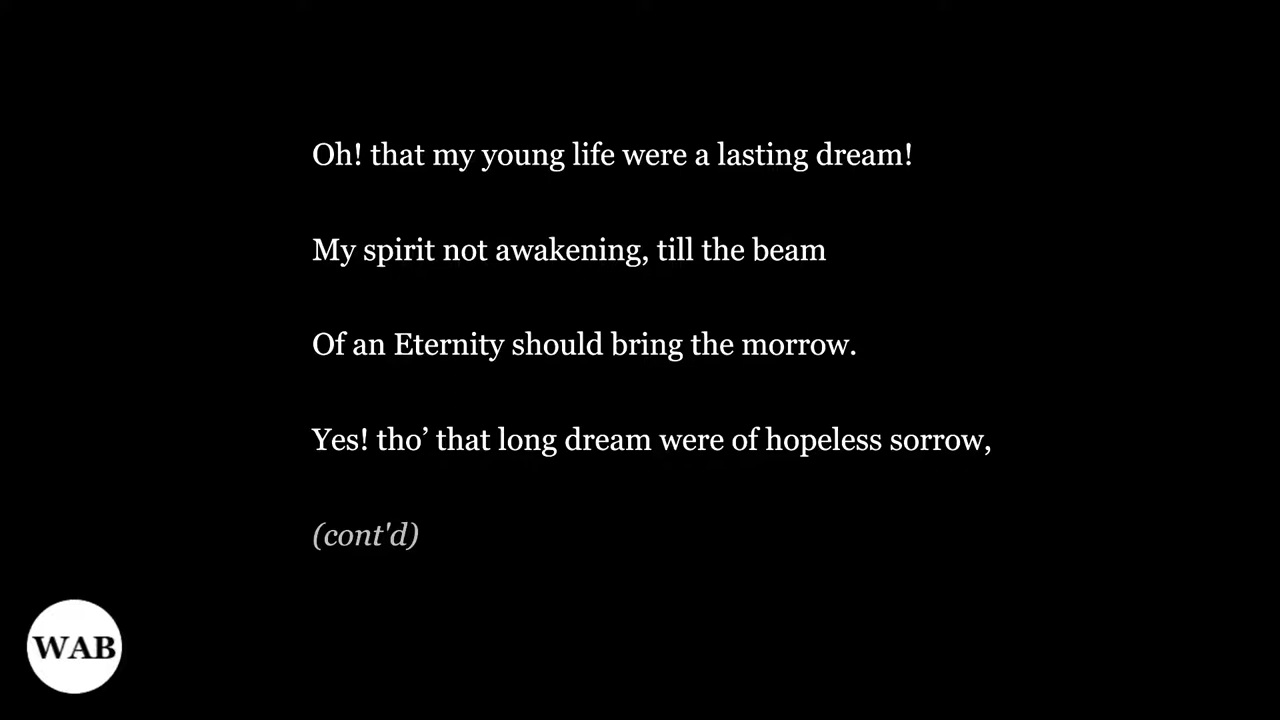 Oh! that my young life were a lasting dream!
My spirit not awakening, till the beam
Of an Eternity should bring the morrow.
Yes! tho’ that long dream were of hopeless sorrow,
(cont'd)
WAB